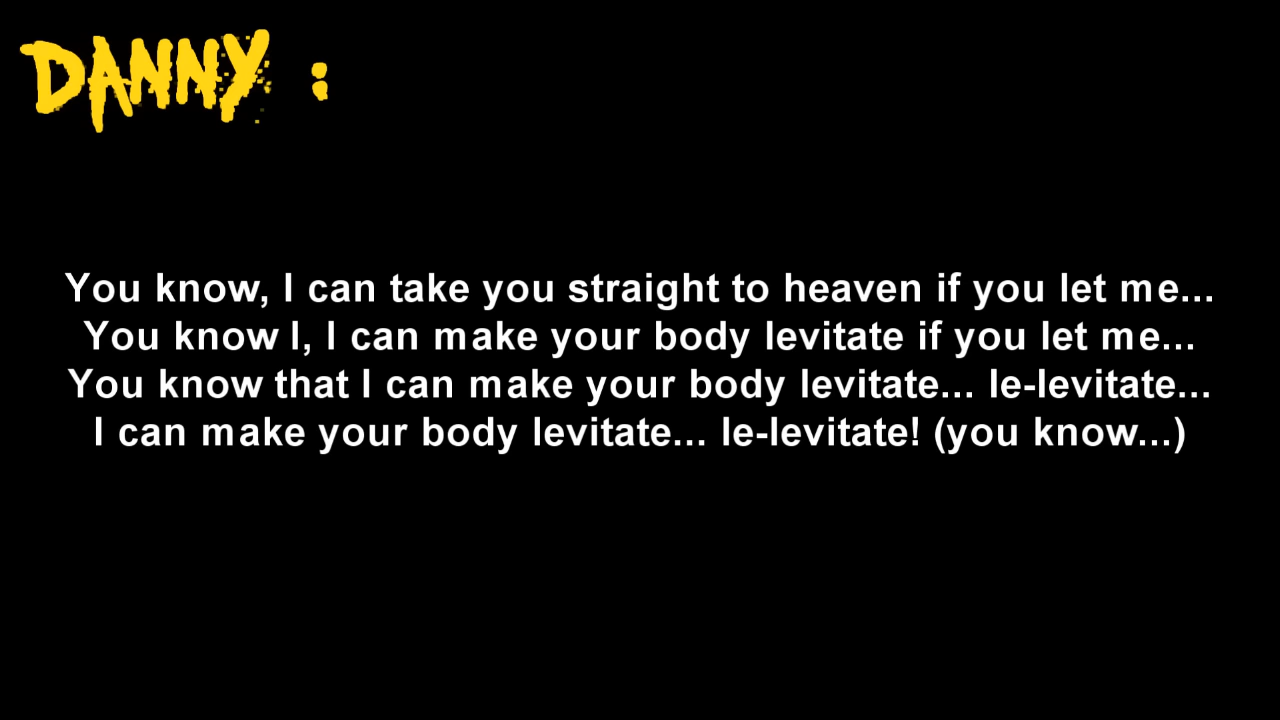 DANNY :
You know, I can take you straight to heaven if you let me...
You know I, I can make your body levitate if you let me...
You know that I can make your body levitate... le-levitate...
I can make your body levitate... le-levitate! (you know...)